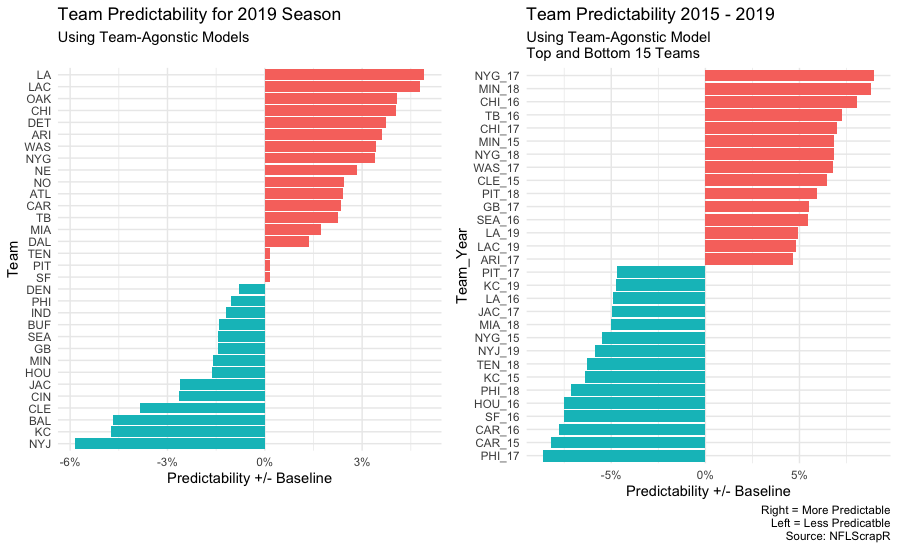 Team Predictability for 2019 Season
Using Team-Agonstic Models
Team
LA
LAC
OAK
CHI
DET
ARI
WAS
NYG
NE
NO
ATL
CAR
TB
MIA
DAL
TEN
PIT
SF
DEN
PHI
IND
BUF
SEA
GB
MIN
HOU
JAC
CIN
CLE
BAL
KC
NYJ
-6% -3% 0% 3%
Predictability +/- Baseline
Team Predictability 2015 - 2019
Using Team-Agonstic Model
Top and Bottom 15 Teams
Team_Year
NYG_17
MIN_18
CHI_16
TB_16
CHI_17
MIN_15
NYG_18
WAS_17
CLE_15
PIT_18
GB_17
SEA_16
LA_19
LAC_19
ARI_17
PIT_17
KC_19
LA_16
JAC_17
MIA_18
NYG_15
NYJ_19
TEN_18
KC_15
PHI_18
HOU_16
SF_16
CAR_16
CAR_15
PHI_17
-5% 0% 5%
Predictability +/- Baseline
Right = More Predictable
Left = Less Predicatble
Source: NFLScrapR